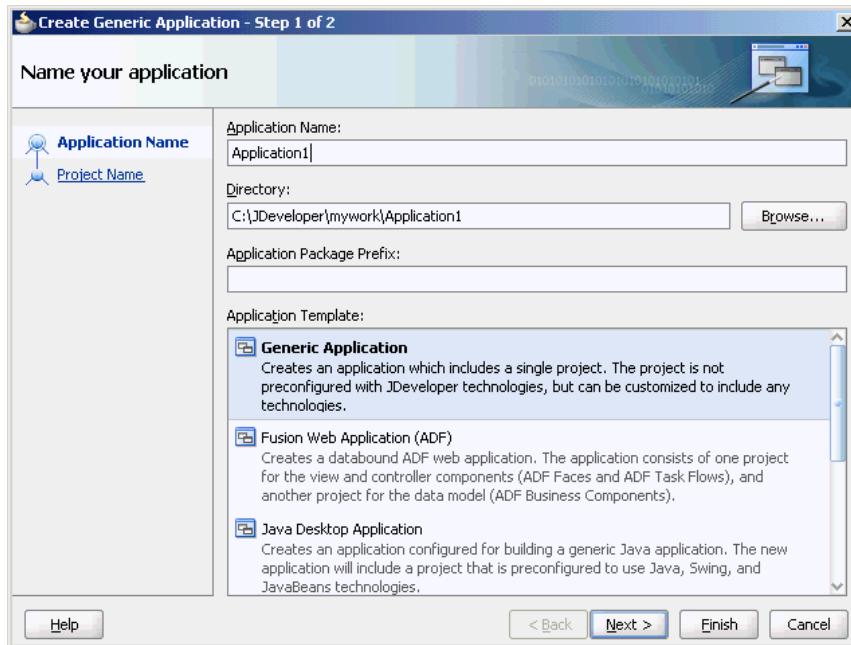 Create Generic Application - Step 1 of 2
Name your application
Application Name
Project Name
Application Name:
Application1
Directory:
C:\JDeveloper\mywork\Application1
Browse...
Application Package Prefix:
Application Template:
Generic Application
Creates an application which includes a single project. The project is not
preconfigured with JDeveloper technologies, but can be customized to include any
technologies.
Fusion Web Application (ADF)
Creates a databound ADF web application. The application consists of one project
for the view and controller components (ADF Faces and ADF Task Flows), and
another project for the data model (ADF Business Components).
Java Desktop Application
Creates an application configured for building a generic Java application. The new
application will include a project that is preconfigured to use Java, Swing, and
JavaBeans technologies.
Help
< Back
Next >
Finish
Cancel